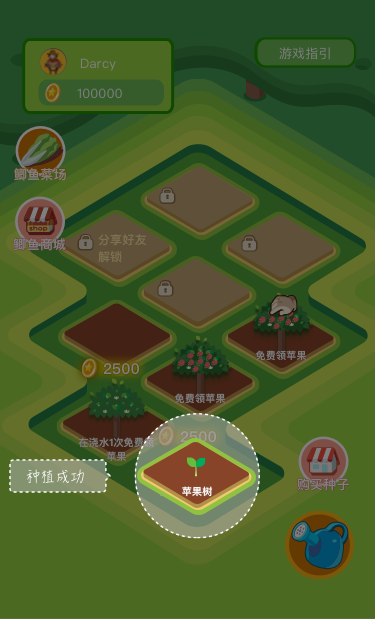 Darcy
游戏指引
100000
鲫鱼菜场
shop
鲫鱼商城
分享好友
解锁
免费领苹果
2500
免费领苹果
在浇水1次免费
苹果
2500
种植成功
苹果树
购买种子